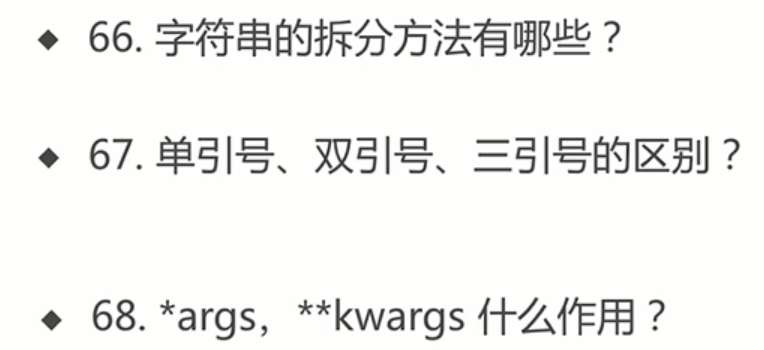 ◆ 66. 字符串的拆分方法有哪些？
◆ 67. 单引号、双引号、三引号的区别？
◆ 68. *args，**kwargs 什么作用？